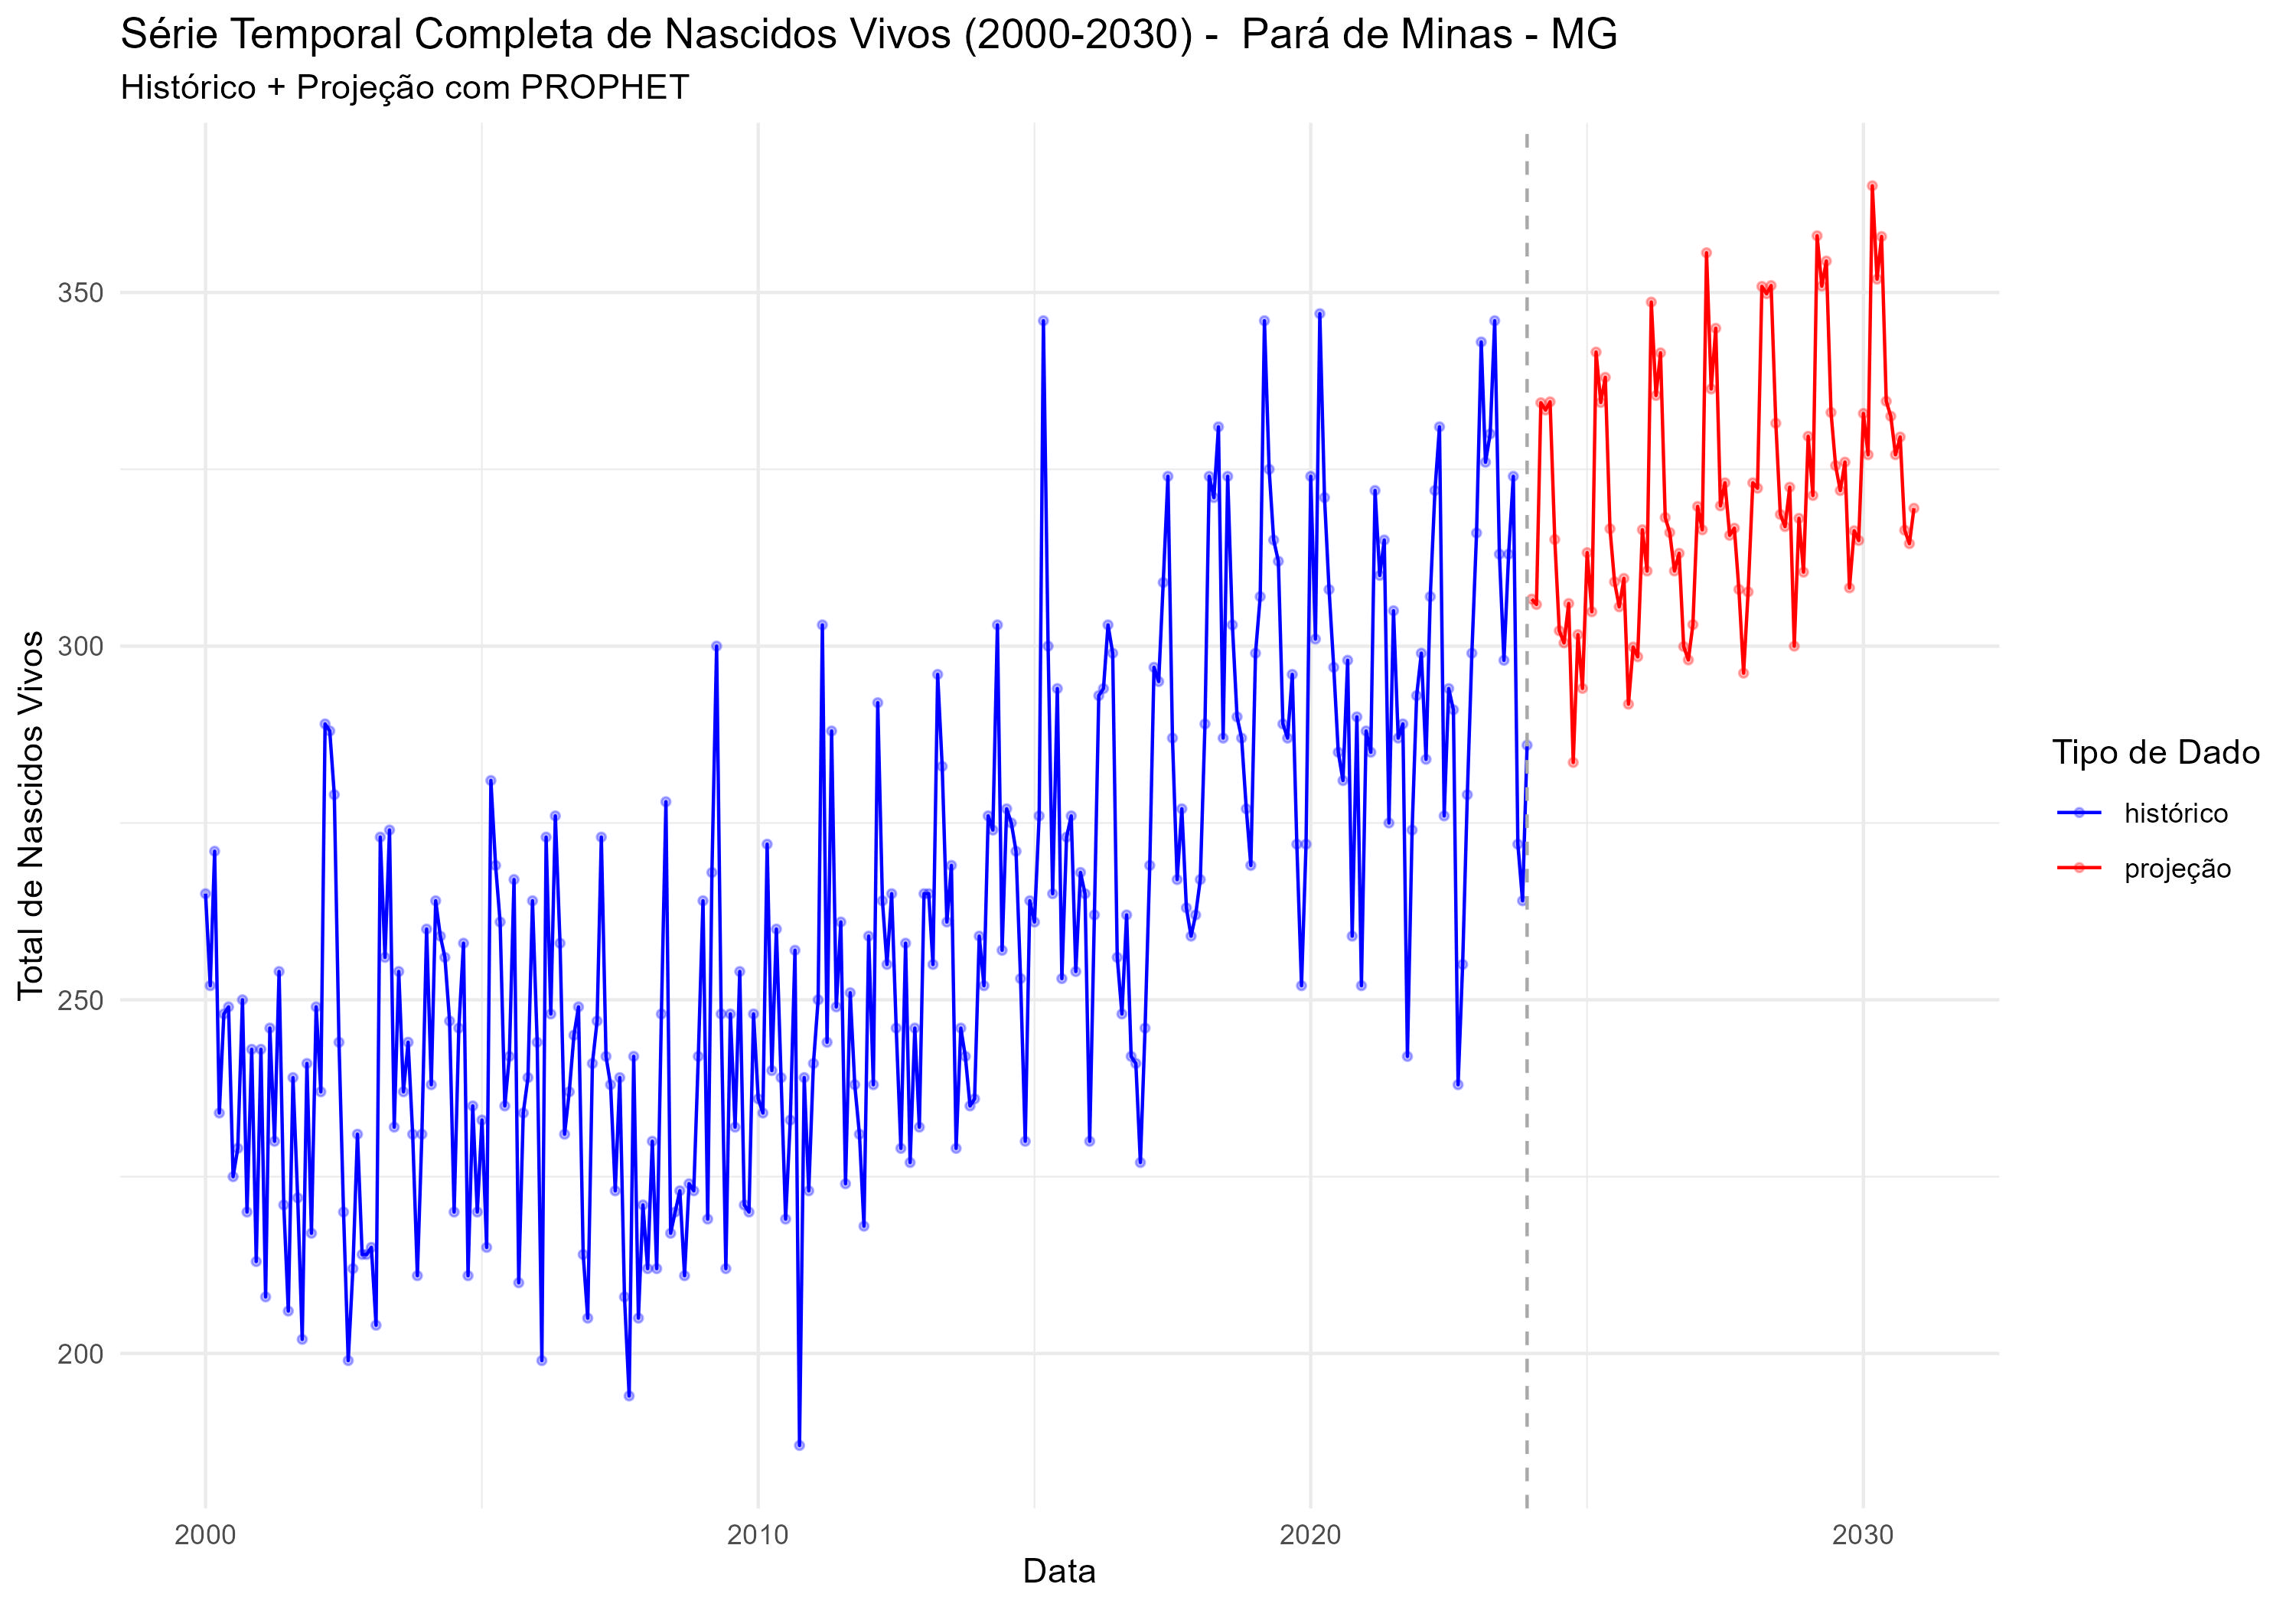 Série Temporal Completa de Nascidos Vivos (2000-2030) -  Pará de Minas - MG
Histórico + Projeção com PROPHET
Total de Nascidos Vivos
350
300
250
200
2000
2010
2020
2030
Data
Tipo de Dado
histórico
projeção